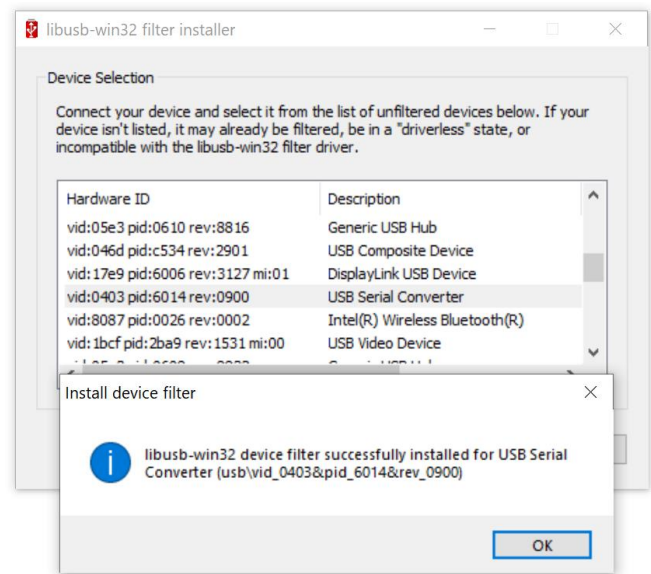 libusb-win32 filter installer
Device Selection
Connect your device and select it from the list of unfiltered devices below. If your
device isn't listed, it may already be filtered, be in a "driverless" state, or
incompatible with the libusb-win32 filter driver.
Hardware ID Description
vid:05e3 pid:0610 rev:8816 Generic USB Hub
vid:046d pid:c534 rev:2901 USB Composite Device
vid:17e9 pid:6006 rev:3127 mi:01 DisplayLink USB Device
vid:0403 pid:6014 rev:0900 USB Serial Converter
vid:8087 pid:0026 rev:0002 Intel(R) Wireless Bluetooth(R)
vid:1bcf pid:2ba9 rev:1531 mi:00 USB Video Device
Install device filter
libusb-win32 device filter successfully installed for USB Serial
Converter (usb\vid_0403&pid_6014&rev_0900)
OK